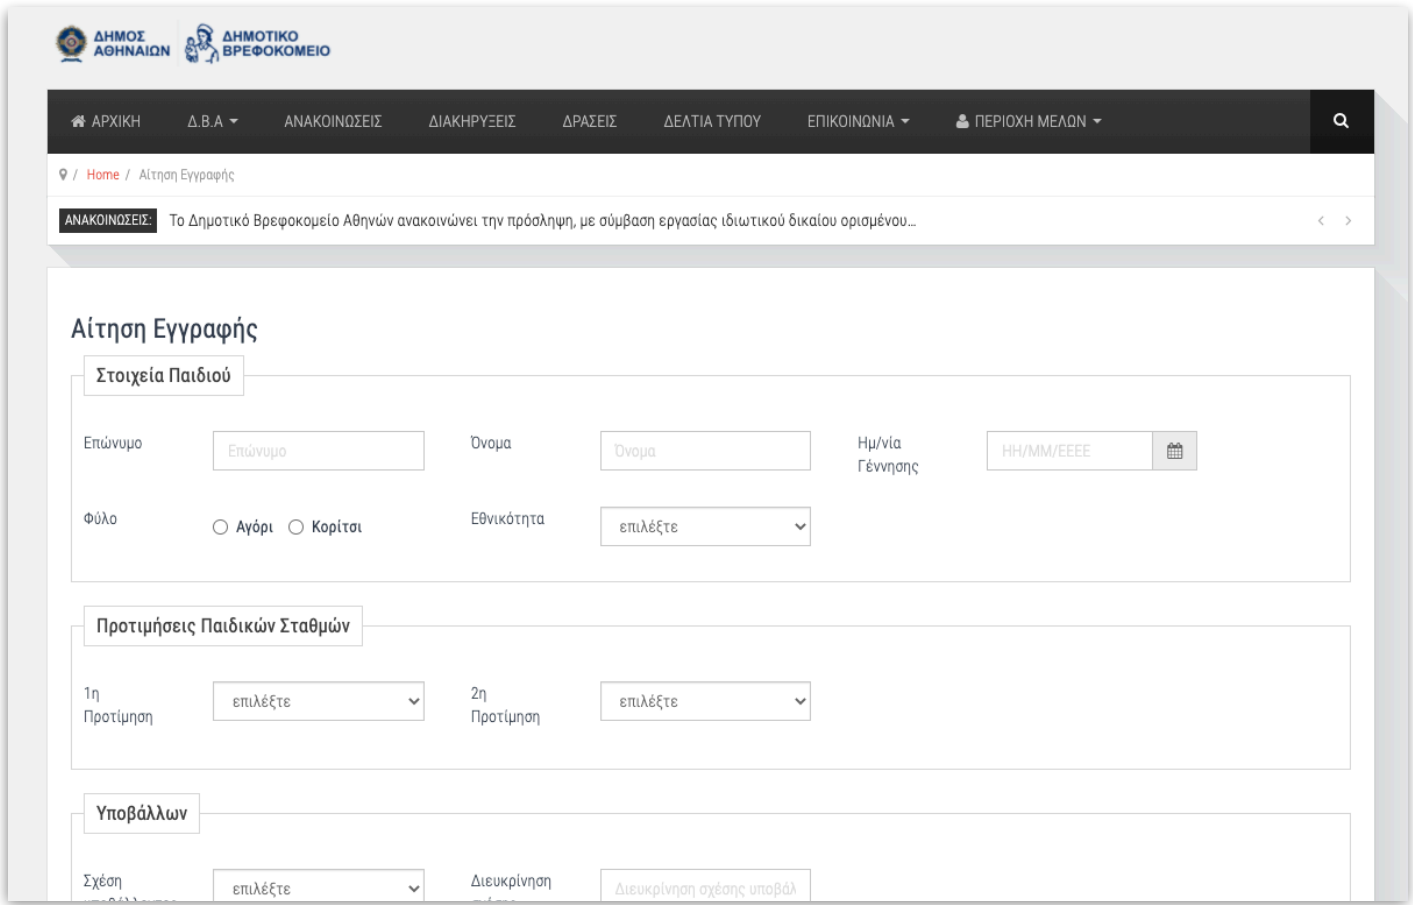 ΔΗΜΟΣ
ΑΘΗΝΑΙΩΝ
ΔΗΜΟΤΙΚΟ
ΒΡΕΦΟΚΟΜΕΙΟ
ΑΡΧΙΚΗ Δ.Β.Α ΑΝΑΚΟΙΝΩΣΕΙΣ ΔΙΑΚΗΡΥΞΕΙΣ ΔΡΑΣΕΙΣ ΔΕΛΤΙΑ ΤΥΠΟΥ ΕΠΙΚΟΙΝΩΝΙΑ ΠΕΡΙΟΧΗ ΜΕΛΩΝ
/ Home / Αίτηση Εγγραφής
ΑΝΑΚΟΙΝΩΣΕΙΣ: Το Δημοτικό Βρεφοκομείο Αθηνών ανακοινώνει την πρόσληψη, με σύμβαση εργασίας ιδιωτικού δικαίου ορισμένου...
Αίτηση Εγγραφής
Στοιχεία Παιδιού
Επώνυμο Επώνυμο Όνομα Όνομα Ημ/νία
Γέννησης ΗΗ/ΜΜ/ΕΕΕΕ
Φύλο Αγόρι Κορίτσι Εθνικότητα επιλέξτε
Προτιμήσεις Παιδικών Σταθμών
1η
Προτίμηση επιλέξτε 2η
Προτίμηση επιλέξτε
Υποβάλλων
Σχέση επιλέξτε Διευκρίνηση Διευκρίνηση σχέσης υποβάλ